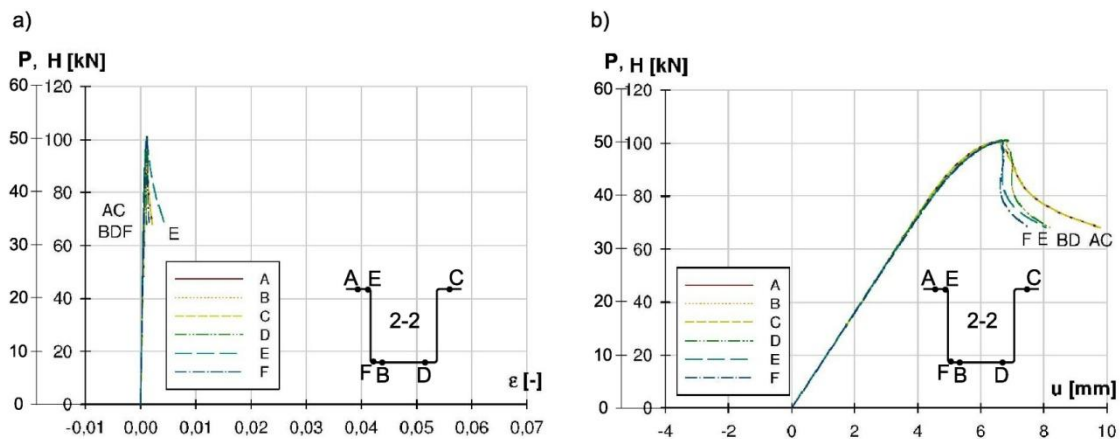 a)
P, H [kN]
60 120
50 100
40 80
30 60
20 40
10 20
0 0
-0,01 0,00 0,01 0,02 0,03 0,04 0,05 0,06 0,07
ε [-]
AC
BDF
E
A
B
C
D
E
F
A E C
2-2
F B D
b)
P, H [kN]
60 120
50 100
40 80
30 60
20 40
10 20
0 0
-4 -2 0 2 4 6 8 10
u [mm]
F E BD AC
A
B
C
D
E
F
A E C
2-2
F B D